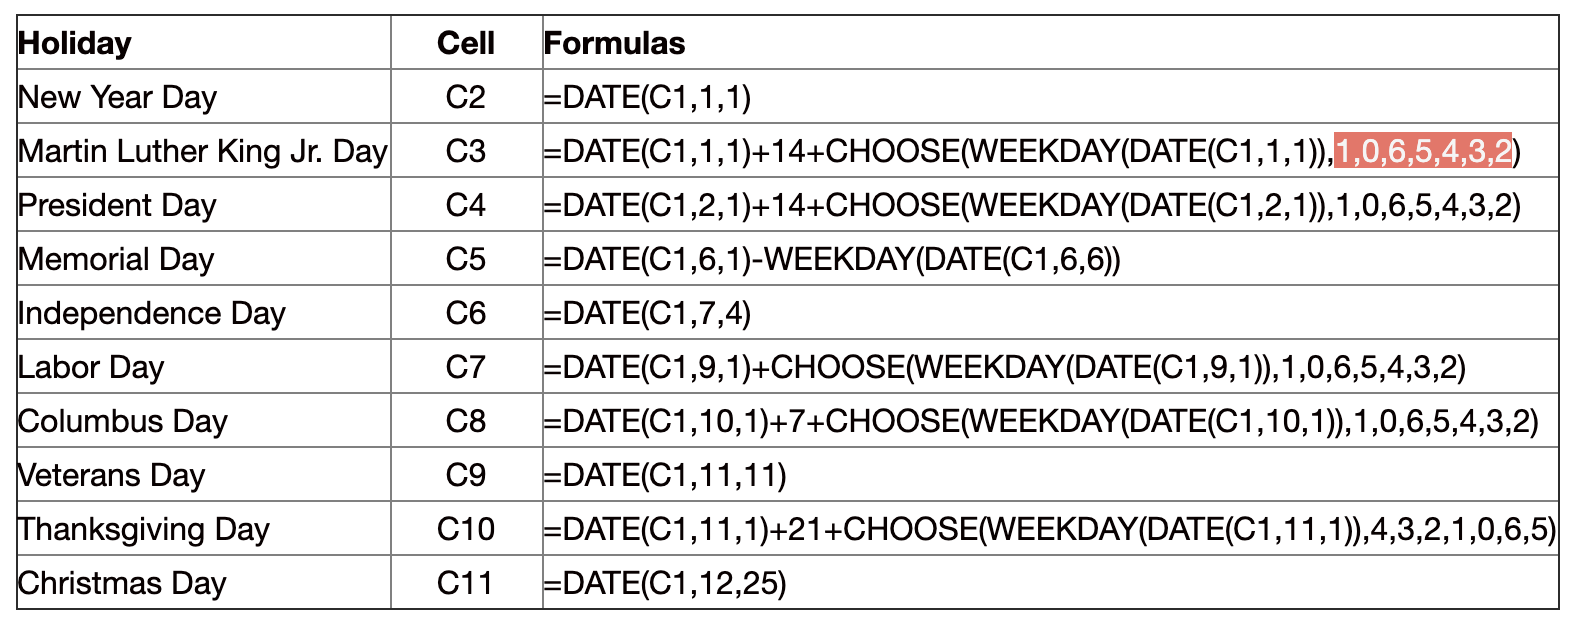 Holiday Cell Formulas
New Year Day C2 =DATE(C1,1,1)
Martin Luther King Jr. Day C3 =DATE(C1,1,1)+14+CHOOSE(WEEKDAY(DATE(C1,1,1)),1,0,6,5,4,3,2)
President Day C4 =DATE(C1,2,1)+14+CHOOSE(WEEKDAY(DATE(C1,2,1)),1,0,6,5,4,3,2)
Memorial Day C5 =DATE(C1,6,1)-WEEKDAY(DATE(C1,6,6))
Independence Day C6 =DATE(C1,7,4)
Labor Day C7 =DATE(C1,9,1)+CHOOSE(WEEKDAY(DATE(C1,9,1)),1,0,6,5,4,3,2)
Columbus Day C8 =DATE(C1,10,1)+7+CHOOSE(WEEKDAY(DATE(C1,10,1)),1,0,6,5,4,3,2)
Veterans Day C9 =DATE(C1,11,11)
Thanksgiving Day C10 =DATE(C1,11,1)+21+CHOOSE(WEEKDAY(DATE(C1,11,1)),4,3,2,1,0,6,5)
Christmas Day C11 =DATE(C1,12,25)